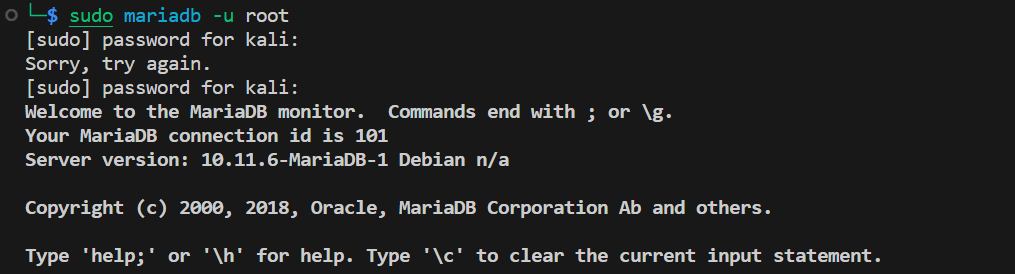 └─$ sudo mariadb -u root
[sudo] password for kali:
Sorry, try again.
[sudo] password for kali:
Welcome to the MariaDB monitor.  Commands end with ; or \g.
Your MariaDB connection id is 101
Server version: 10.11.6-MariaDB-1 Debian n/a

Copyright (c) 2000, 2018, Oracle, MariaDB Corporation Ab and others.

Type 'help;' or '\h' for help. Type '\c' to clear the current input statement.